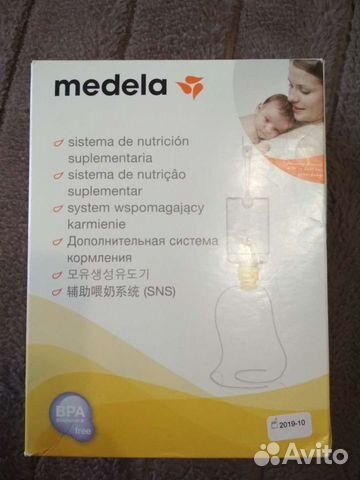 medela
sistema de nutrición
suplementaria
sistema de nutrição
suplementar
system wspomagający
karmienie
Дополнительная система
кормления
모유생성유도기
辅助喂奶系统 (SNS)
BPA
free
2019-10
Avito